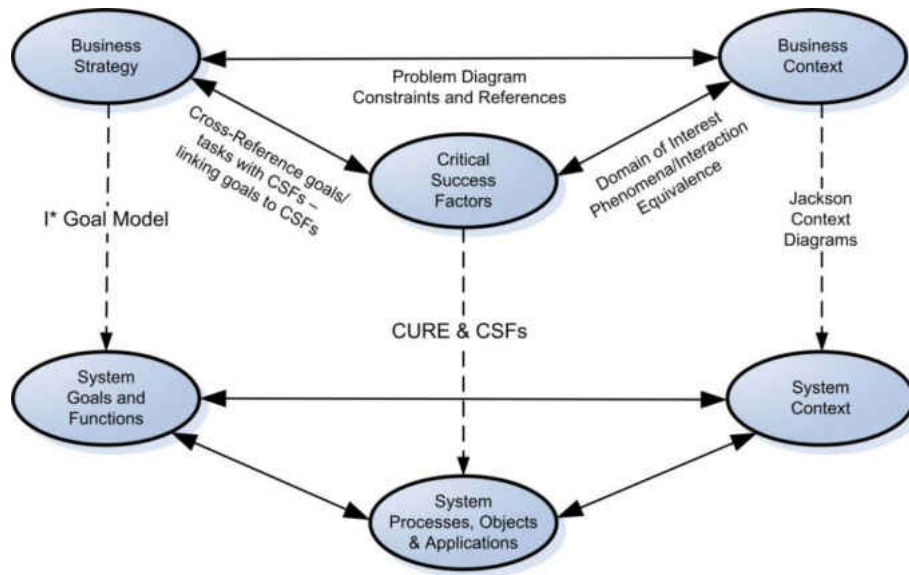 Business
Strategy
Business
Context
Problem Diagram
Constraints and References
Cross-Reference goals/
tasks with CSFs –
linking goals to CSFs
Critical
Success
Factors
Domain of Interest
Phenomena/Interaction
Equivalence
I* Goal Model
Jackson
Context
Diagrams
CURE & CSFs
System
Goals and
Functions
System
Context
System
Processes, Objects
& Applications